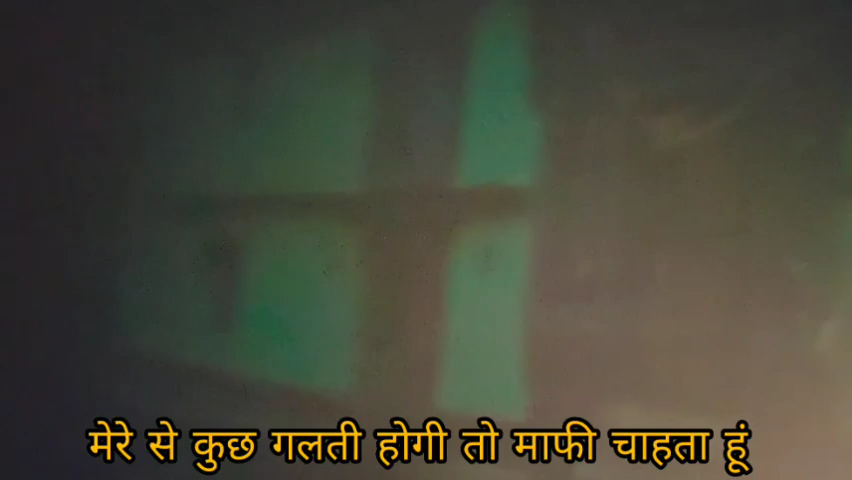 मेरे से कुछ गलती होगी तो माफी चाहता हूं